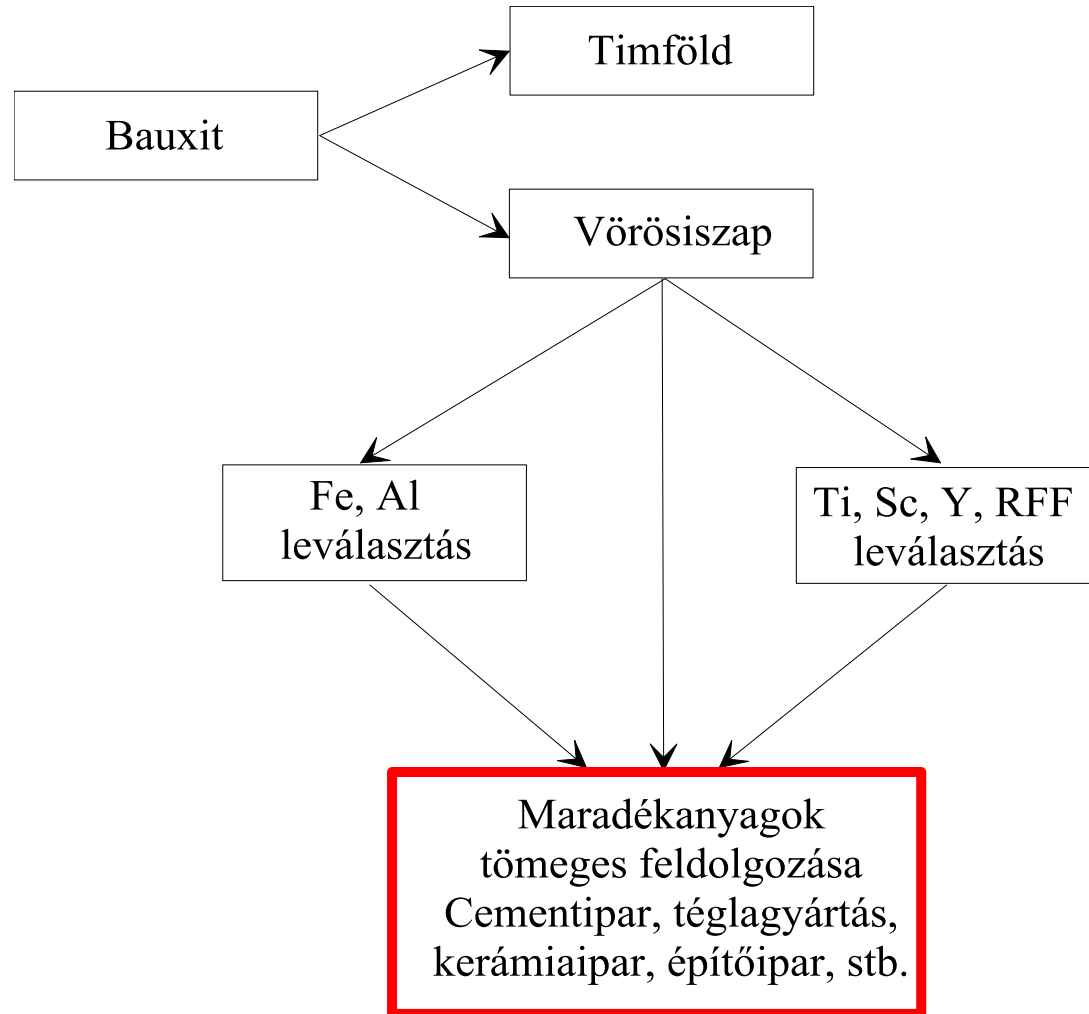 Timföld
Bauxit
Vörösiszap
Fe, Al
leválasztás
Ti, Sc, Y, RFF
leválasztás
Maradékanyagok
tömeges feldolgozása
Cementipar, téglagyártás,
kerámiaipar, építőipar, stb.